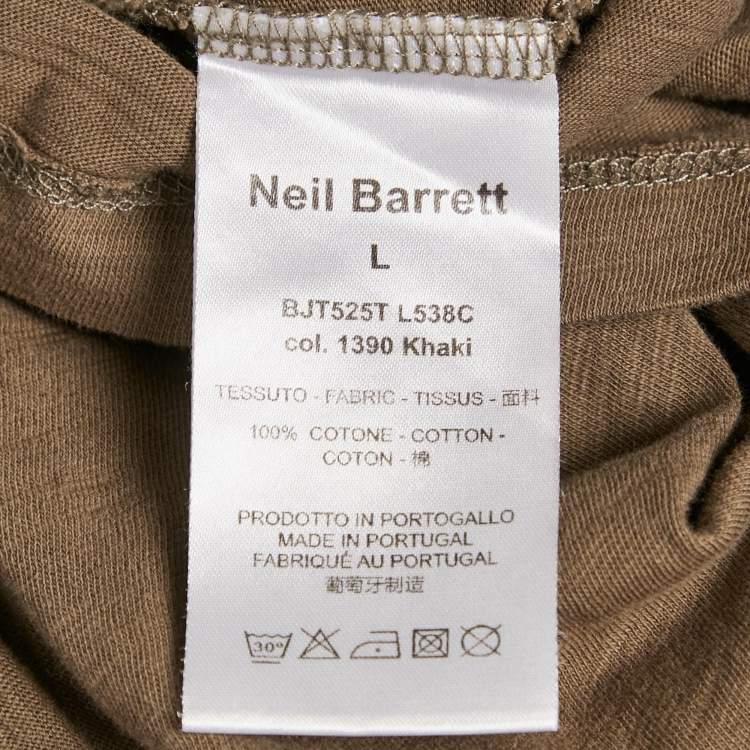 Neil Barrett
L
BJT525T L538C
col. 1390 Khaki
TESSUTO - FABRIC - TISSUS - 面料
100% COTONE - COTTON -
COTON - 棉
PRODOTTO IN PORTOGALLO
MADE IN PORTUGAL
FABRIQUÉ AU PORTUGAL
葡萄牙制造
30°